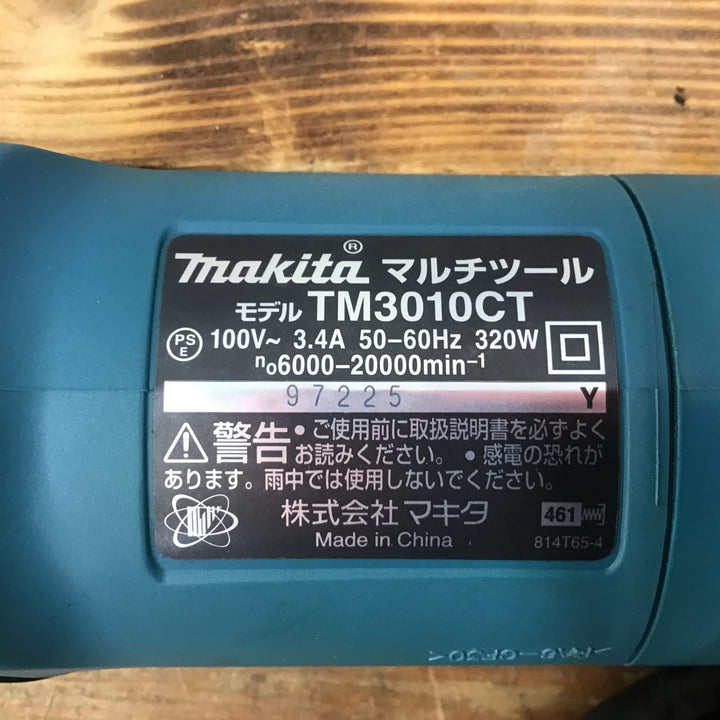 makita® マルチツール
モデル TM3010CT
PS E 100V~ 3.4A 50-60Hz 320W
no6000-20000min-1
97225 Y
⚠警告 • ご使用前に取扱説明書を必ずよく
お読みください。 • 感電の恐れが
あります。雨中では使用しないでください。
株式会社 マキタ 461
Made in China 814T65-4